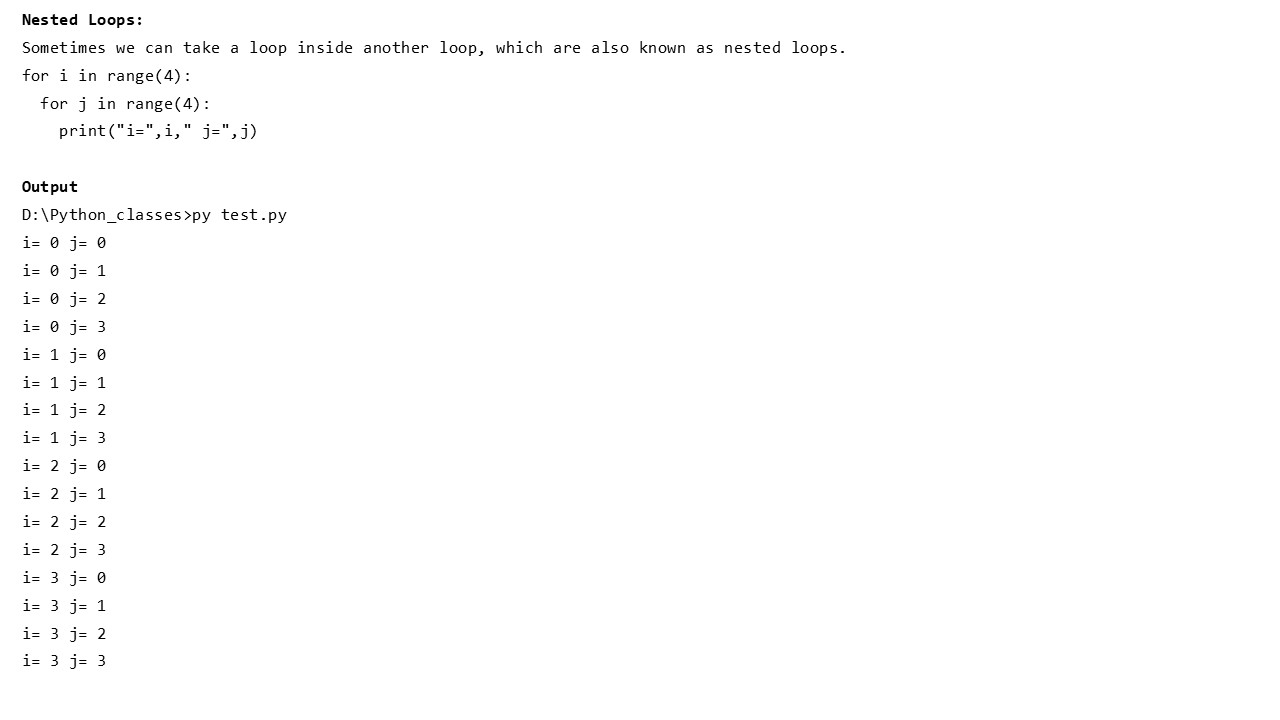 Nested Loops:
Sometimes we can take a loop inside another loop, which are also known as nested loops.
for i in range(4):
  for j in range(4):
    print("i=",i," j=",j)

Output
D:\Python_classes>py test.py
i= 0 j= 0
i= 0 j= 1
i= 0 j= 2
i= 0 j= 3
i= 1 j= 0
i= 1 j= 1
i= 1 j= 2
i= 1 j= 3
i= 2 j= 0
i= 2 j= 1
i= 2 j= 2
i= 2 j= 3
i= 3 j= 0
i= 3 j= 1
i= 3 j= 2
i= 3 j= 3